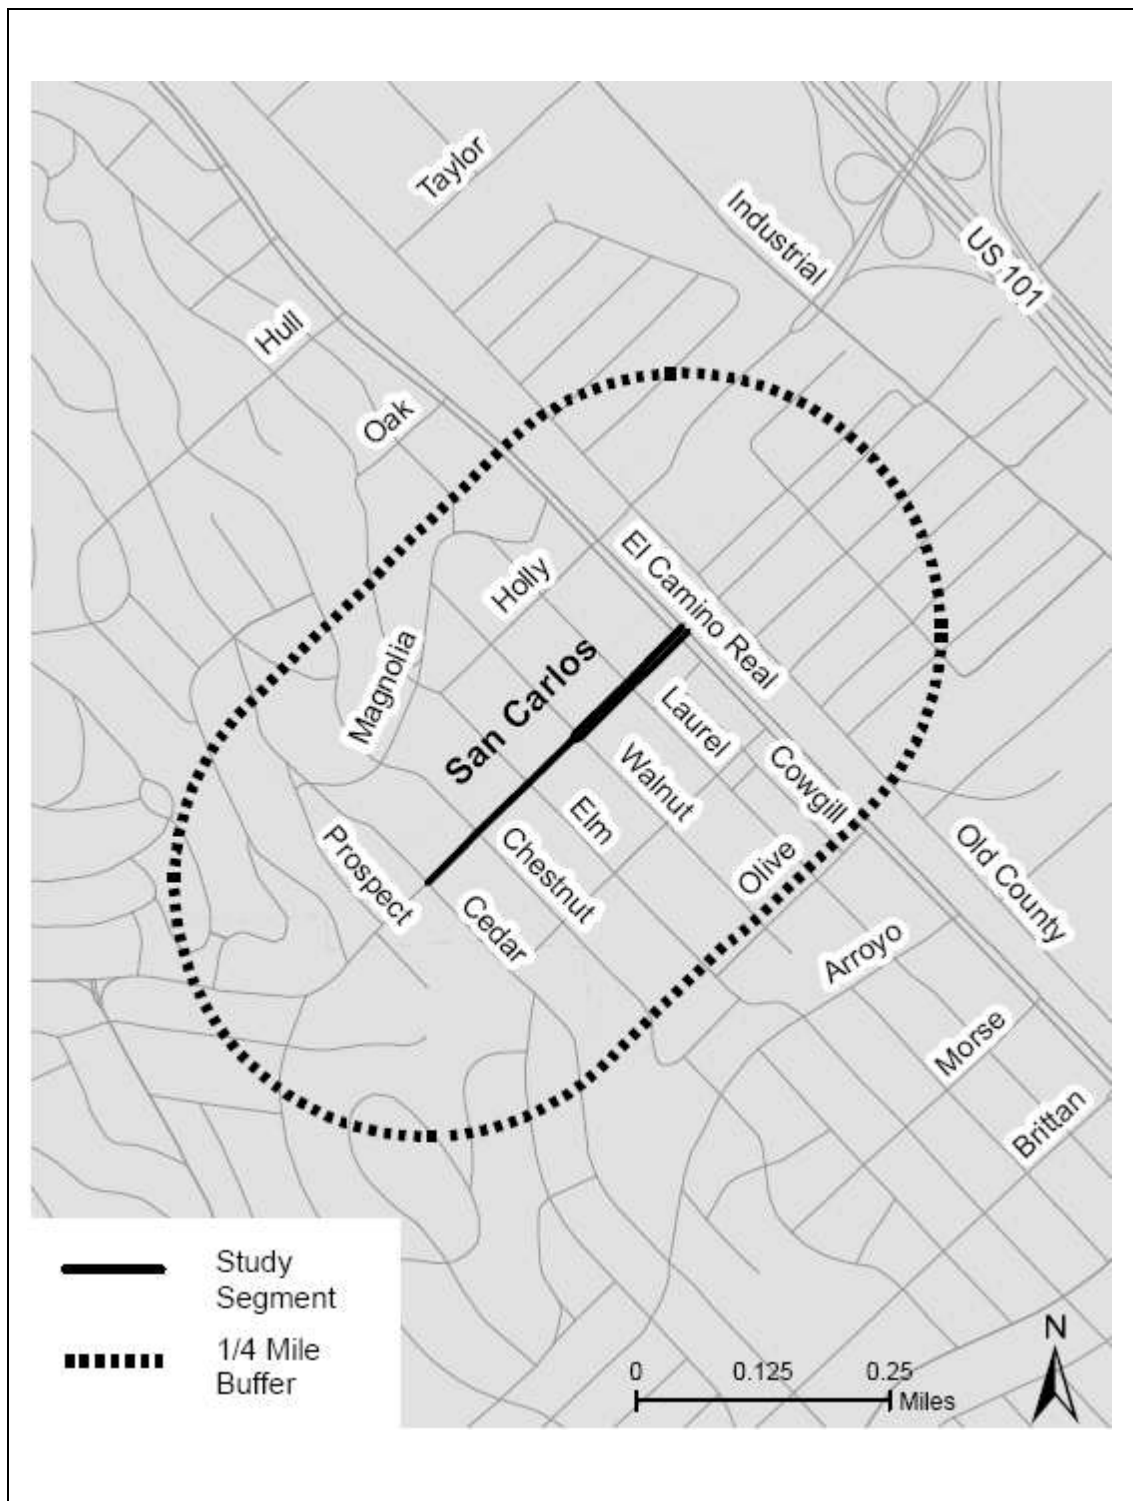 Taylor
Industrial
US 101
Hull
Oak
Holly
El Camino Real
Magnolia
San Carlos
Laurel
Walnut
Cowgill
Elm
Prospect
Chestnut
Olive
Old County
Cedar
Arroyo
Morse
Brittan
Study
Segment
1/4 Mile
Buffer
N
0 0.125 0.25
Miles